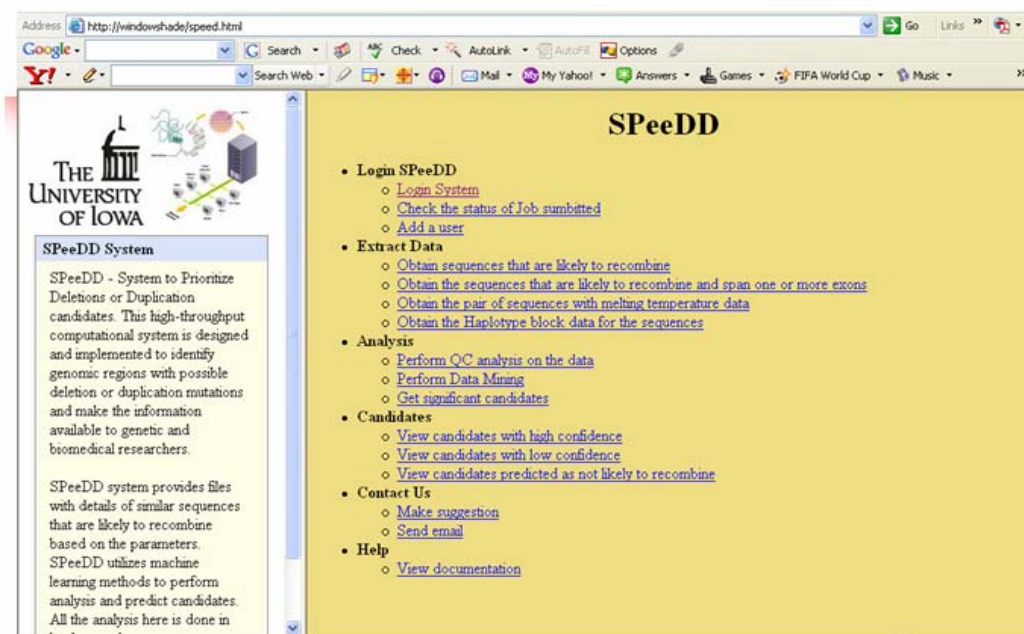 Address http://windowshade/speed.html Go Links »
Google Search ABC Check AutoLink AutoFill Options
Y! Search Web Mail My Yahoo! Answers Games FIFA World Cup Music »
THE
UNIVERSITY
OF IOWA
SPeeDD System
SPeeDD - System to Prioritize
Deletions or Duplication
candidates. This high-throughput
computational system is designed
and implemented to identify
genomic regions with possible
deletion or duplication mutations
and make the information
available to genetic and
biomedical researchers.
SPeeDD system provides files
with details of similar sequences
that are likely to recombine
based on the parameters.
SPeeDD utilizes machine
learning methods to perform
analysis and predict candidates.
All the analysis here is done in
SPeeDD
• Login SPeeDD
Login System
Check the status of Job sumbitted
Add a user
• Extract Data
Obtain sequences that are likely to recombine
Obtain the sequences that are likely to recombine and span one or more exons
Obtain the pair of sequences with melting temperature data
Obtain the Haplotype block data for the sequences
• Analysis
Perform QC analysis on the data
Perform Data Mining
Get significant candidates
• Candidates
View candidates with high confidence
View candidates with low confidence
View candidates predicted as not likely to recombine
• Contact Us
Make suggestion
Send email
• Help
View documentation